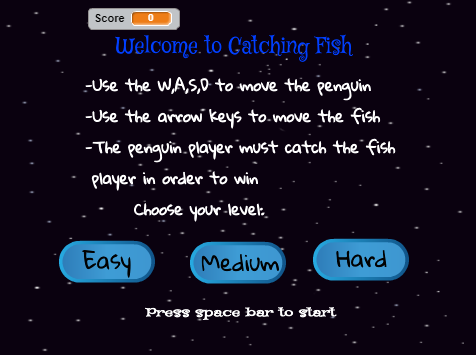 Score 0
Welcome to Catching Fish
-Use the W,A,S,D to move the penguin
-Use the arrow keys to move the fish
-The penguin player must catch the fish
player in order to win
Choose your level:
Easy Medium Hard
Press space bar to start